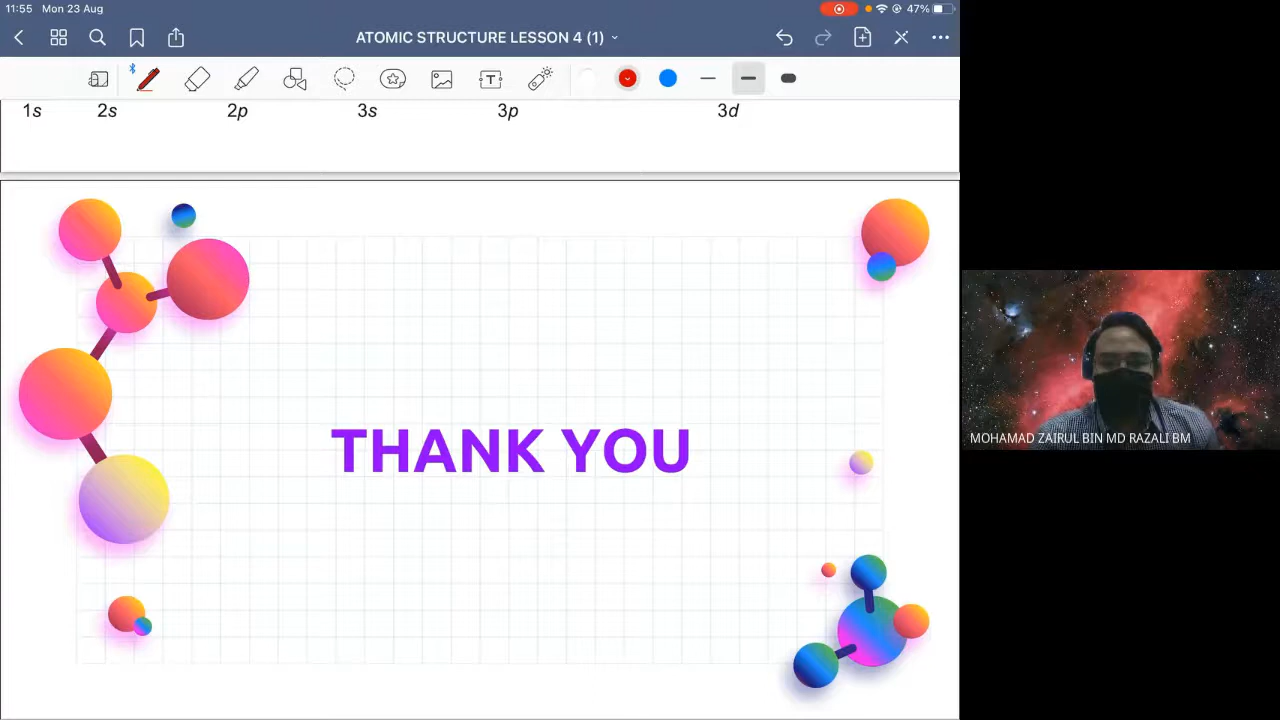 11:55 Mon 23 Aug
47%
ATOMIC STRUCTURE LESSON 4 (1)
1s 2s 2p 3s 3p 3d
THANK YOU
MOHAMAD ZAIRUL BIN MD RAZALI BM